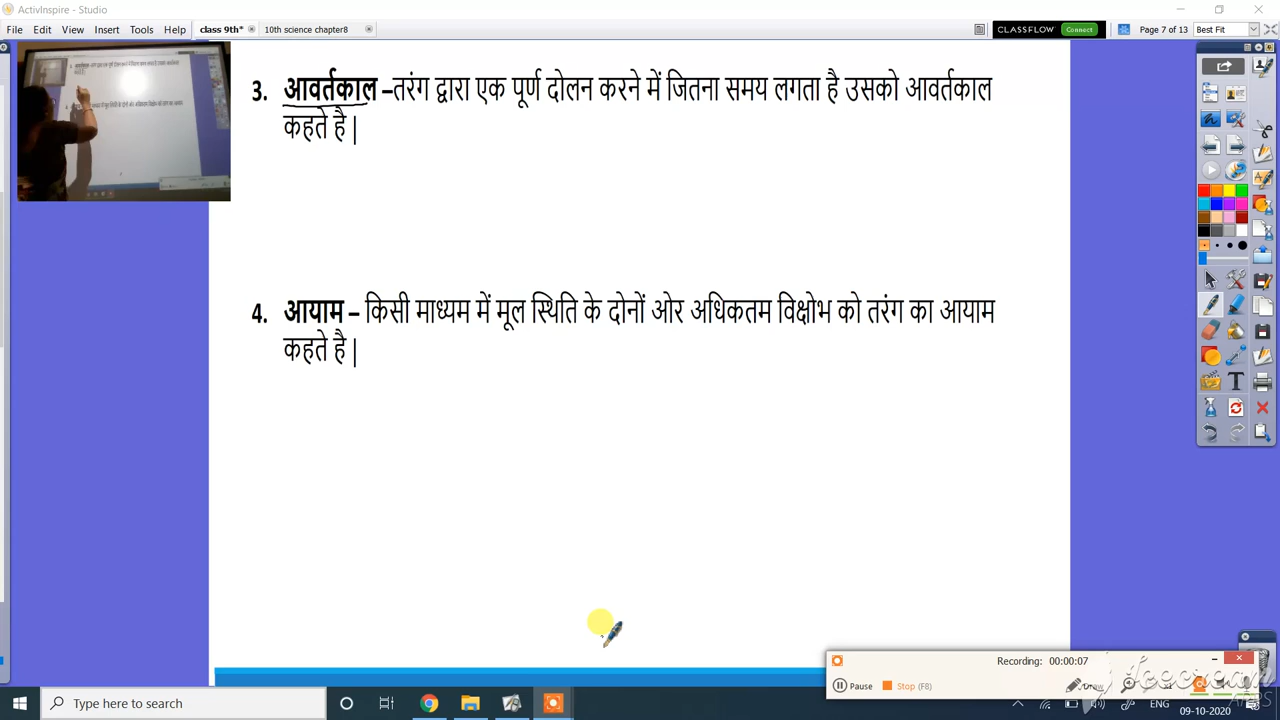 ActivInspire - Studio
File Edit View Insert Tools Help class 9th* 10th science chapter8 CLASSFLOW Connect Page 7 of 13 Best Fit
3. आवर्तकाल –तरंग द्वारा एक पूर्ण दोलन करने में जितना समय लगता है उसको आवर्तकाल
कहते है |
4. आयाम – किसी माध्यम में मूल स्थिति के दोनों ओर अधिकतम विक्षोभ को तरंग का आयाम
कहते है |
Recording: 00:00:07
Pause Stop (F8) Draw
Icecream
APPS
Type here to search ENG
09-10-2020